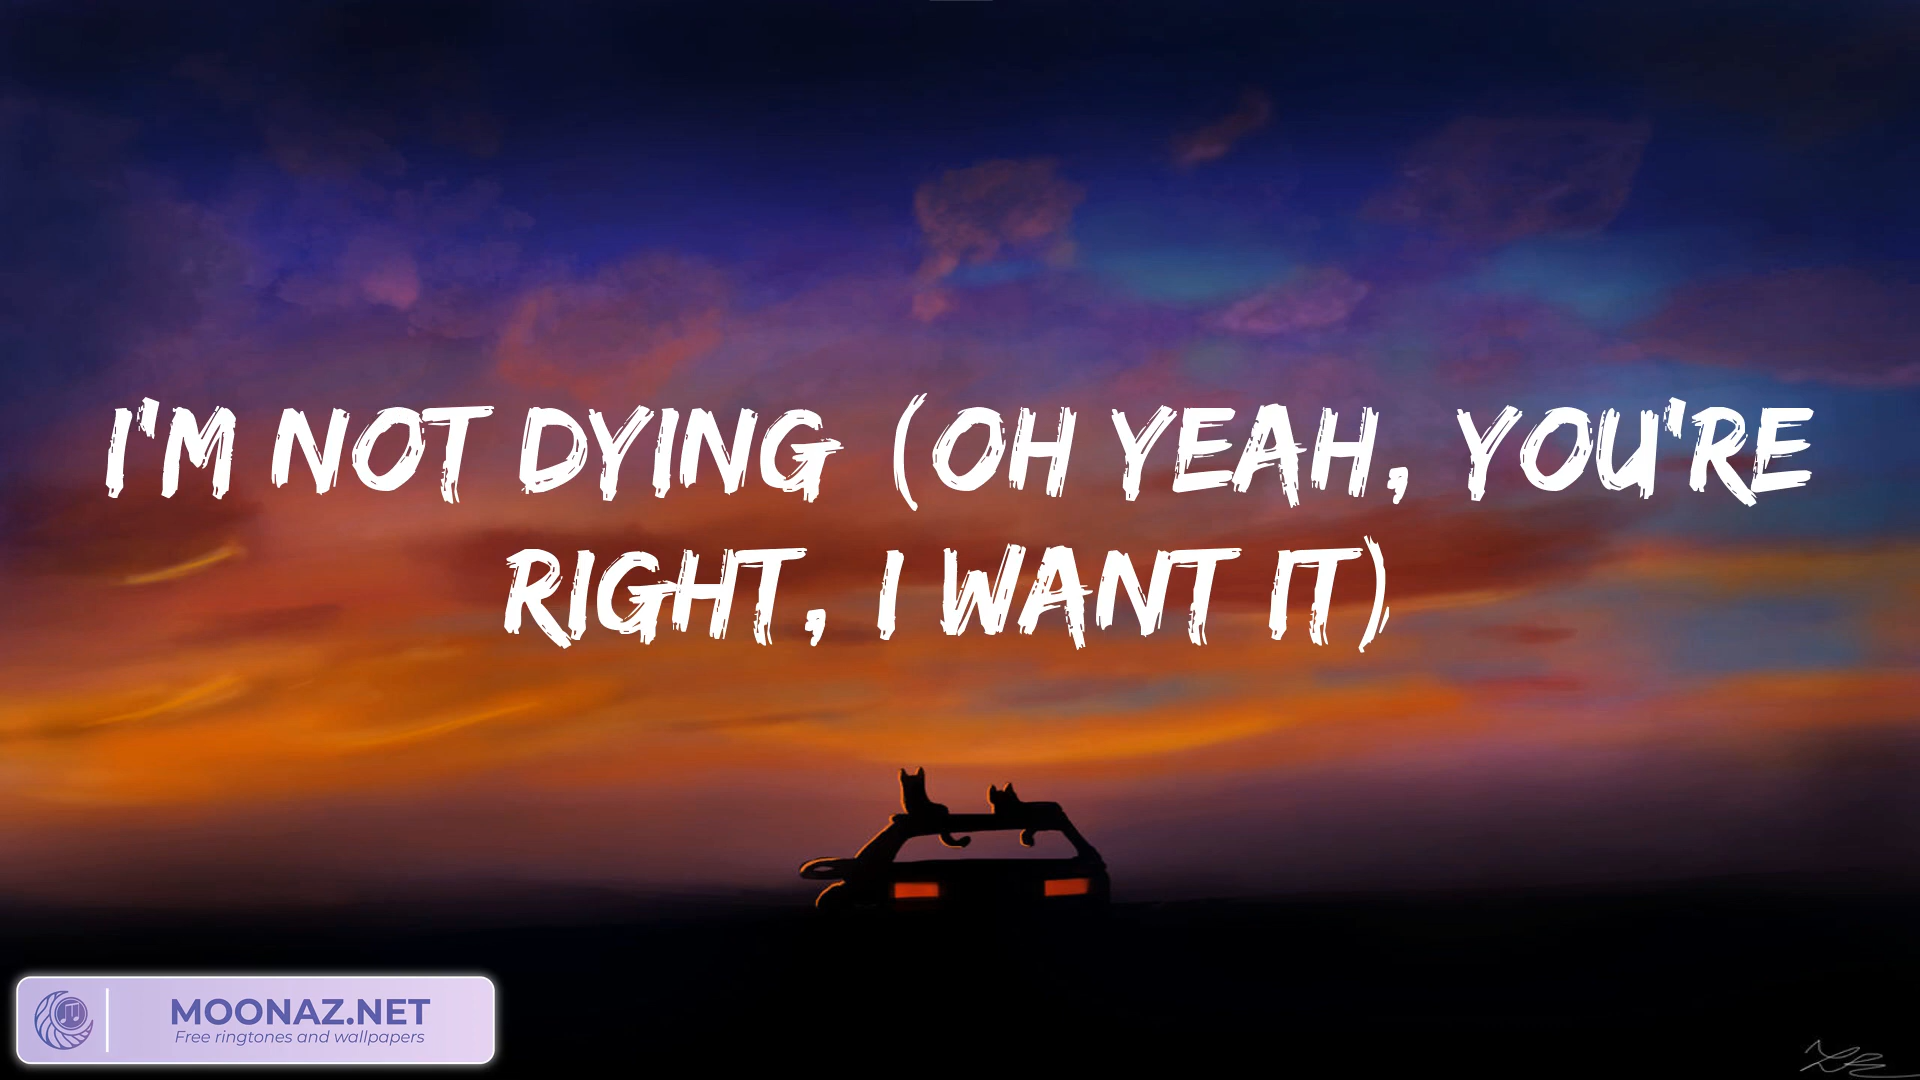 I'M NOT DYING (OH YEAH, YOU'RE
RIGHT, I WANT IT)
MOONAZ.NET
Free ringtones and wallpapers